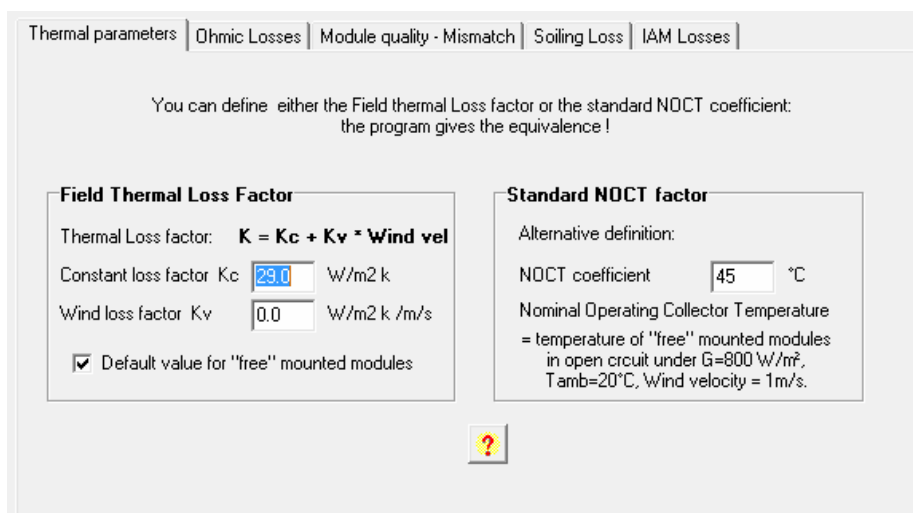 Thermal parameters Ohmic Losses Module quality - Mismatch Soiling Loss IAM Losses
You can define either the Field thermal Loss factor or the standard NOCT coefficient:
the program gives the equivalence !
Field Thermal Loss Factor
Thermal Loss factor: K = Kc + Kv * Wind vel
Constant loss factor Kc 29.0 W/m2 k
Wind loss factor Kv 0.0 W/m2 k /m/s
Default value for "free" mounted modules
Standard NOCT factor
Alternative definition:
NOCT coefficient 45 °C
Nominal Operating Collector Temperature
= temperature of "free" mounted modules
in open crcuit under G=800 W/m²,
Tamb=20°C, Wind velocity = 1m/s.
?